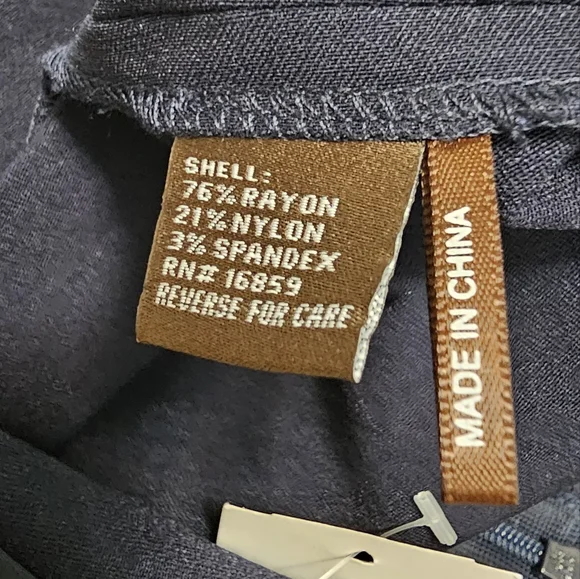 SHELL:
76% RAYON
21% NYLON
3% SPANDEX
RN# 16859
REVERSE FOR CARE
MADE IN CHINA